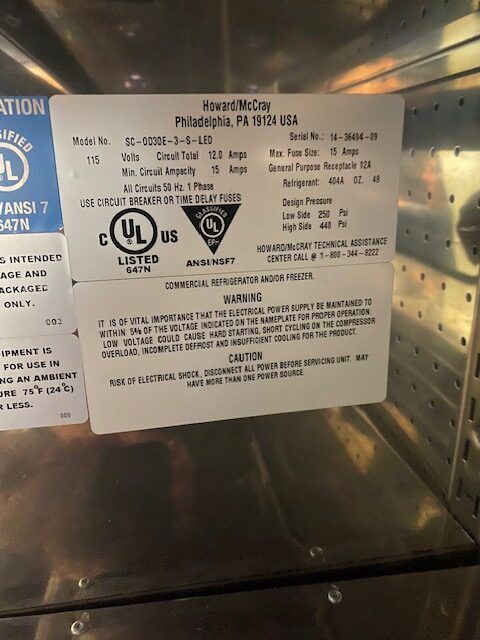 ATION
CLASSIFIED
UL
/ANSI 7
647N
S INTENDED
AGE AND
ACKAGED
ONLY.
003
IPMENT IS
FOR USE IN
NG AN AMBIENT
URE 75°F (24°C)
R LESS.
005
Howard/McCray
Philadelphia, PA 19124 USA
Model No. SC-OD30E-3-S-LED Serial No.: 14-36494-09
115 Volts Circuit Total 12.0 Amps Max. Fuse Size: 15 Amps
Min. Circuit Ampacity 15 Amps General Purpose Receptacle 12A
All Circuits 50 Hz. 1 Phase Refrigerant: 404A OZ. 48
USE CIRCUIT BREAKER OR TIME DELAY FUSES
Design Pressure
Low Side 250 Psi
High Side 440 Psi
C UL US
LISTED
647N
CLASSIFIED
UL
EPH
ANSI/NSF7
HOWARD/McCRAY TECHNICAL ASSISTANCE
CENTER CALL @ 1-800-344-8222
COMMERCIAL REFRIGERATOR AND/OR FREEZER.
WARNING
IT IS OF VITAL IMPORTANCE THAT THE ELECTRICAL POWER SUPPLY BE MAINTAINED TO
WITHIN 5% OF THE VOLTAGE INDICATED ON THE NAMEPLATE FOR PROPER OPERATION.
LOW VOLTAGE COULD CAUSE HARD STARTING, SHORT CYCLING ON THE COMPRESSOR
OVERLOAD, INCOMPLETE DEFROST AND INSUFFICIENT COOLING FOR THE PRODUCT.
CAUTION
RISK OF ELECTRICAL SHOCK, DISCONNECT ALL POWER BEFORE SERVICING UNIT. MAY
HAVE MORE THAN ONE POWER SOURCE.